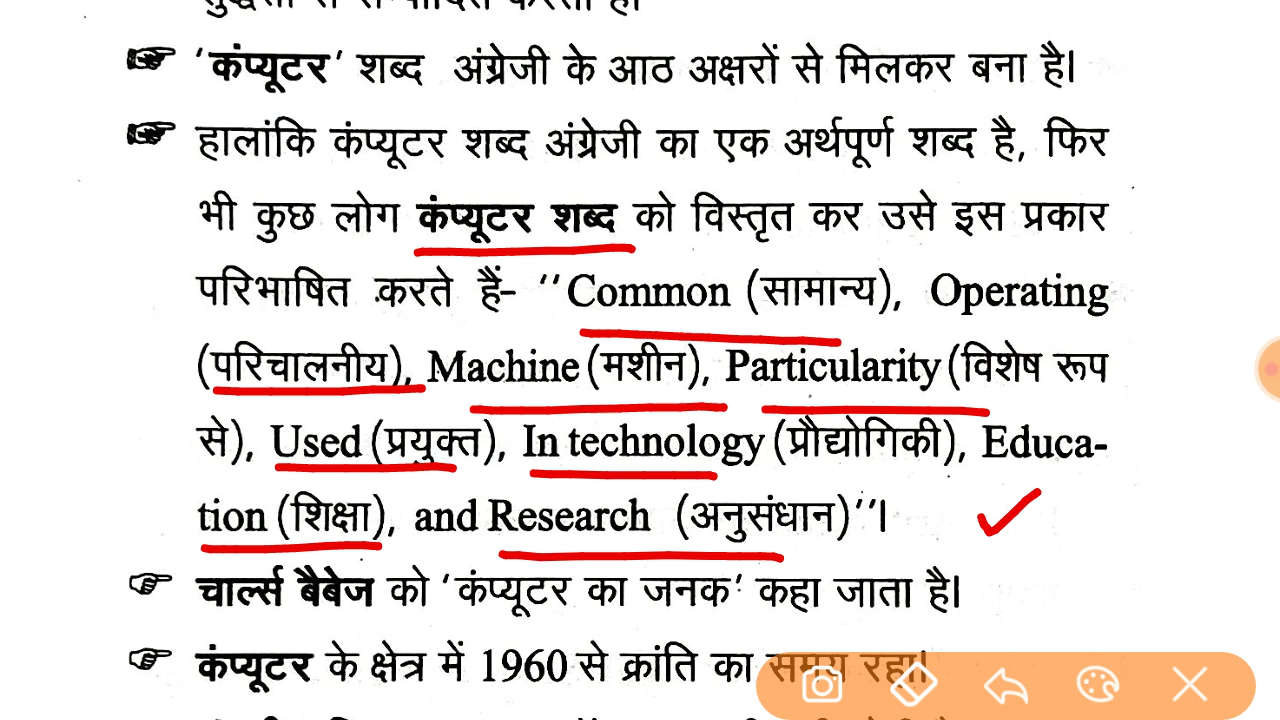 'कंप्यूटर' शब्द अंग्रेजी के आठ अक्षरों से मिलकर बना है।
हालांकि कंप्यूटर शब्द अंग्रेजी का एक अर्थपूर्ण शब्द है, फिर
भी कुछ लोग कंप्यूटर शब्द को विस्तृत कर उसे इस प्रकार
परिभाषित करते हैं- ''Common (सामान्य), Operating
(परिचालनीय), Machine (मशीन), Particularity (विशेष रूप
से), Used (प्रयुक्त), In technology (प्रौद्योगिकी), Educa-
tion (शिक्षा), and Research (अनुसंधान)''।
चार्ल्स बैबेज को 'कंप्यूटर का जनक' कहा जाता है।
कंप्यूटर के क्षेत्र में 1960 से क्रांति का समय रहा।